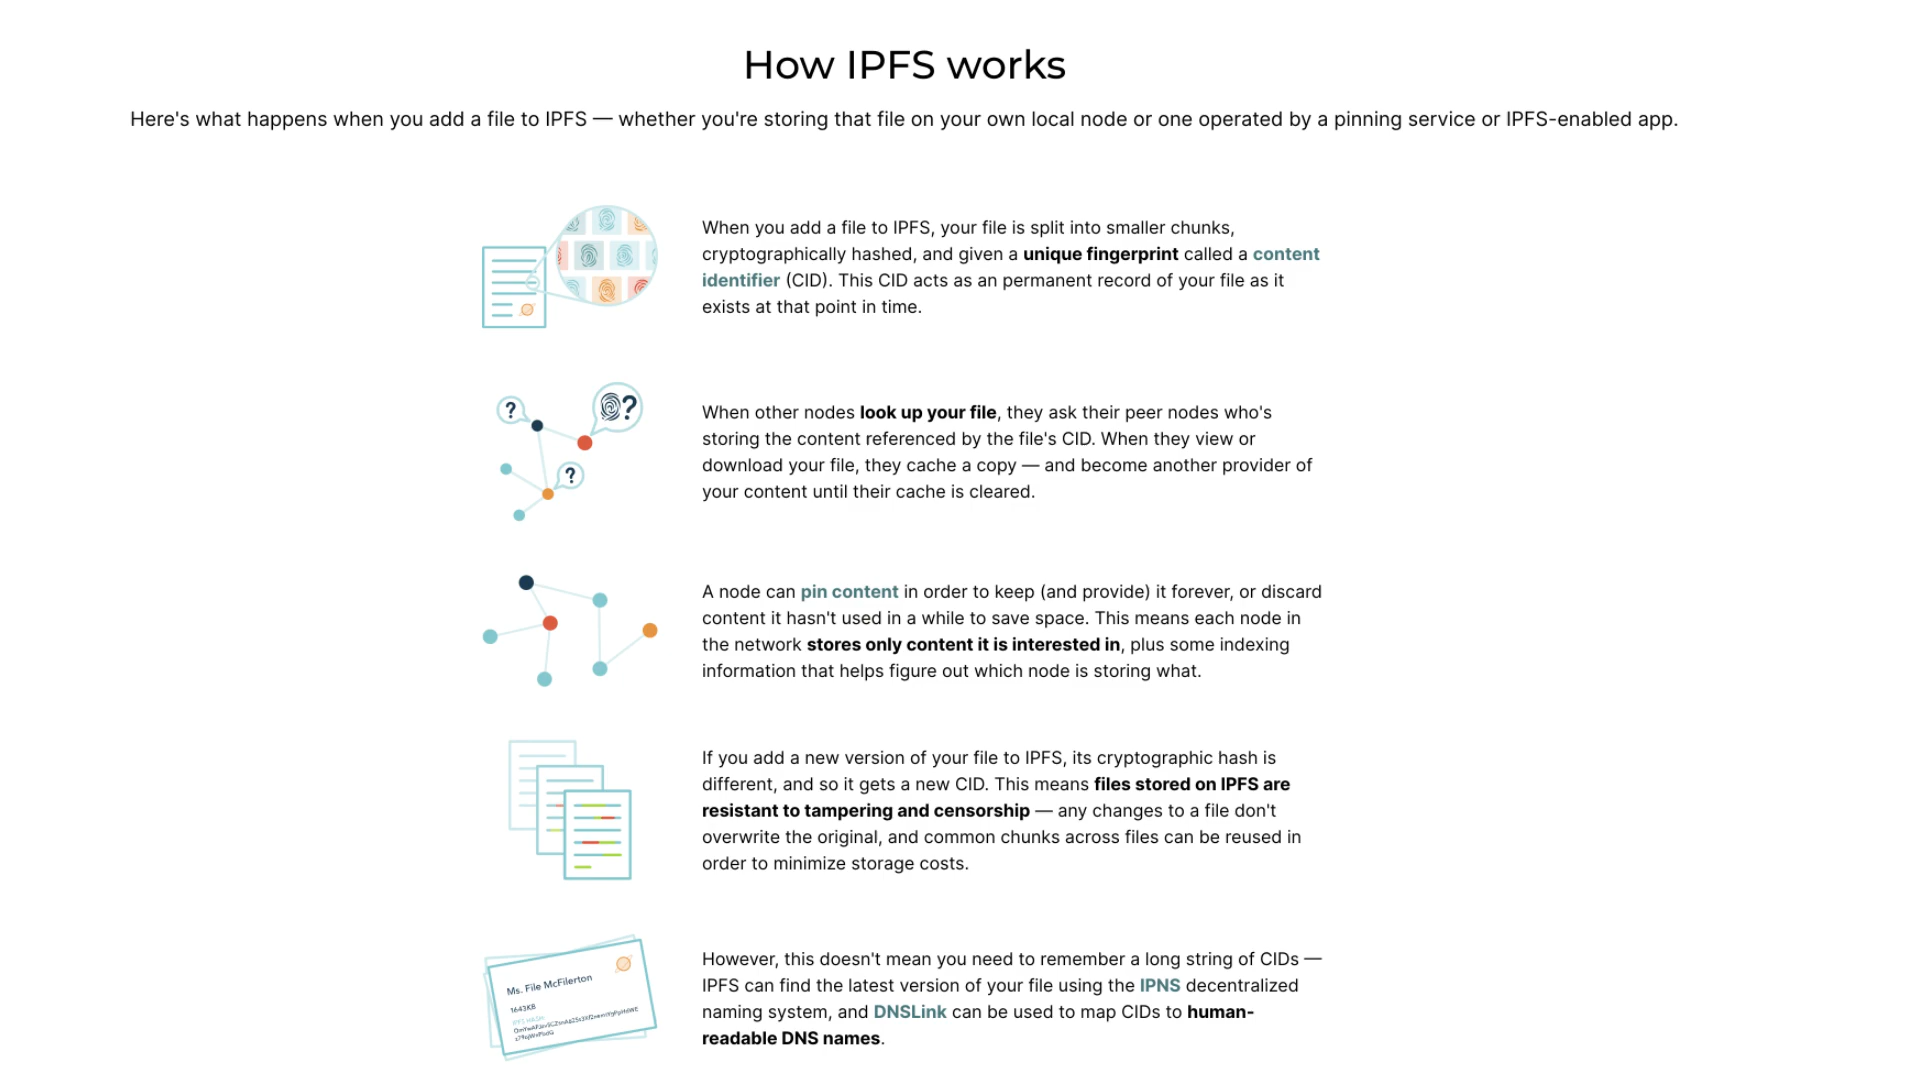 How IPFS works
Here's what happens when you add a file to IPFS — whether you're storing that file on your own local node or one operated by a pinning service or IPFS-enabled app.
When you add a file to IPFS, your file is split into smaller chunks,
cryptographically hashed, and given a unique fingerprint called a content
identifier (CID). This CID acts as an permanent record of your file as it
exists at that point in time.
?
?
?
When other nodes look up your file, they ask their peer nodes who's
storing the content referenced by the file's CID. When they view or
download your file, they cache a copy — and become another provider of
your content until their cache is cleared.
A node can pin content in order to keep (and provide) it forever, or discard
content it hasn't used in a while to save space. This means each node in
the network stores only content it is interested in, plus some indexing
information that helps figure out which node is storing what.
If you add a new version of your file to IPFS, its cryptographic hash is
different, and so it gets a new CID. This means files stored on IPFS are
resistant to tampering and censorship — any changes to a file don't
overwrite the original, and common chunks across files can be reused in
order to minimize storage costs.
Ms. File McFilerton
1643KB
IPFS HASH:
However, this doesn't mean you need to remember a long string of CIDs —
IPFS can find the latest version of your file using the IPNS decentralized
naming system, and DNSLink can be used to map CIDs to human-
readable DNS names.